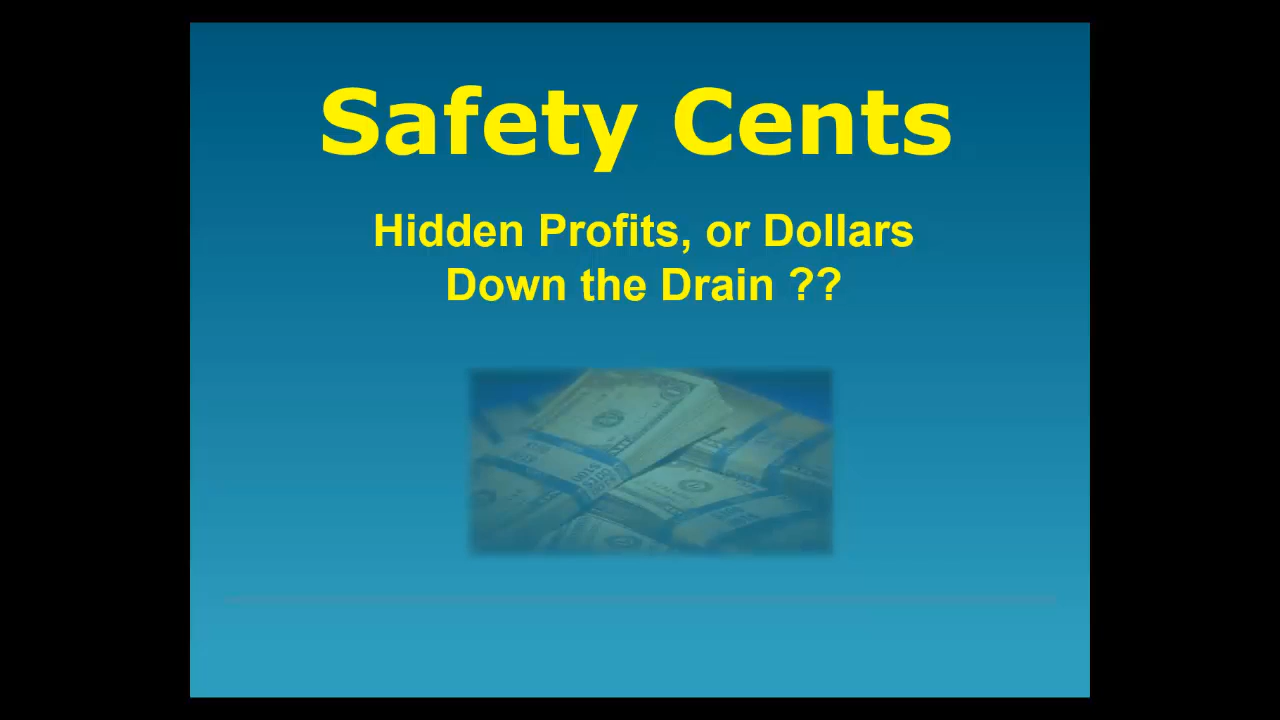 Safety Cents
Hidden Profits, or Dollars
Down the Drain ??